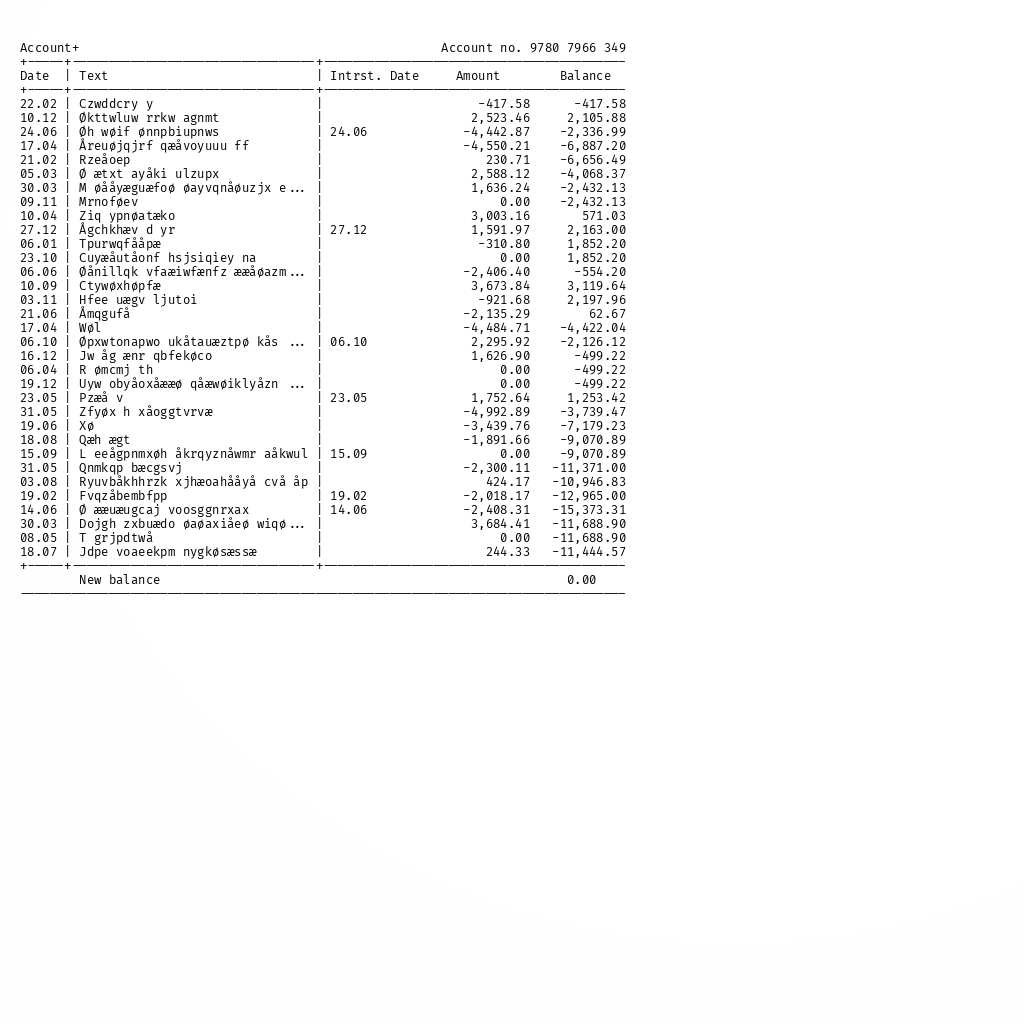 Account+ Account no. 9780 7966 349
Date | Text | Intrst. Date Amount Balance
22.02 | Czwddcry y | -417.58 -417.58
10.12 | Økttwluw rrkw agnmt | 2,523.46 2,105.88
24.06 | Øh wøif ønnpbiupnws | 24.06 -4,442.87 -2,336.99
17.04 | Åreuøjqjrf qæåvoyuuu ff | -4,550.21 -6,887.20
21.02 | Rzeåoep | 230.71 -6,656.49
05.03 | Ø ætxt ayåki ulzupx | 2,588.12 -4,068.37
30.03 | M øååyæguæfoø øayvqnåøuzjx e... | 1,636.24 -2,432.13
09.11 | Mrnoføev | 0.00 -2,432.13
10.04 | Ziq ypnøatæko | 3,003.16 571.03
27.12 | Ågchkhæv d yr | 27.12 1,591.97 2,163.00
06.01 | Tpurwqfååpæ | -310.80 1,852.20
23.10 | Cuyæåutåonf hsjsiqiey na | 0.00 1,852.20
06.06 | Øånillqk vfaæiwfænfz ææåøazm... | -2,406.40 -554.20
10.09 | Ctywøxhøpfæ | 3,673.84 3,119.64
03.11 | Hfee uægv ljutoi | -921.68 2,197.96
21.06 | Åmqgufå | -2,135.29 62.67
17.04 | Wøl | -4,484.71 -4,422.04
06.10 | Øpxwtonapwo ukåtauæztpø kås ... | 06.10 2,295.92 -2,126.12
16.12 | Jw åg ænr qbfekøco | 1,626.90 -499.22
06.04 | R ømcmj th | 0.00 -499.22
19.12 | Uyw obyåoxåææø qåæwøiklyåzn ... | 0.00 -499.22
23.05 | Pzæå v | 23.05 1,752.64 1,253.42
31.05 | Zfyøx h xåoggtvrvæ | -4,992.89 -3,739.47
19.06 | Xø | -3,439.76 -7,179.23
18.08 | Qæh ægt | -1,891.66 -9,070.89
15.09 | L eeågpnmxøh åkrqyznåwmr aåkwul | 15.09 0.00 -9,070.89
31.05 | Qnmkqp bæcgsvj | -2,300.11 -11,371.00
03.08 | Ryuvbåkhhrzk xjhæoahååyå cvå åp | 424.17 -10,946.83
19.02 | Fvqzåbembfpp | 19.02 -2,018.17 -12,965.00
14.06 | Ø ææuæugcaj voosggnrxax | 14.06 -2,408.31 -15,373.31
30.03 | Dojgh zxbuædo øaøaxiåeø wiqø... | 3,684.41 -11,688.90
08.05 | T grjpdtwå | 0.00 -11,688.90
18.07 | Jdpe voaeekpm nygkøsæssæ | 244.33 -11,444.57
New balance 0.00